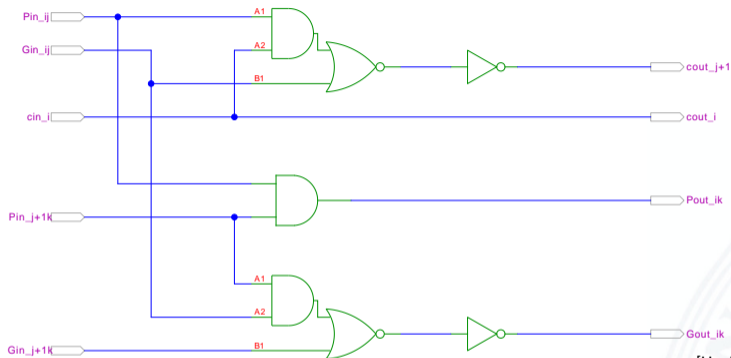 Pin_ij
A1
Gin_ij
A2
B1
cout_j+1
cin_i
cout_i
Pout_ik
Pin_j+1k
A1
A2
Gout_ik
Gin_j+1k
B1